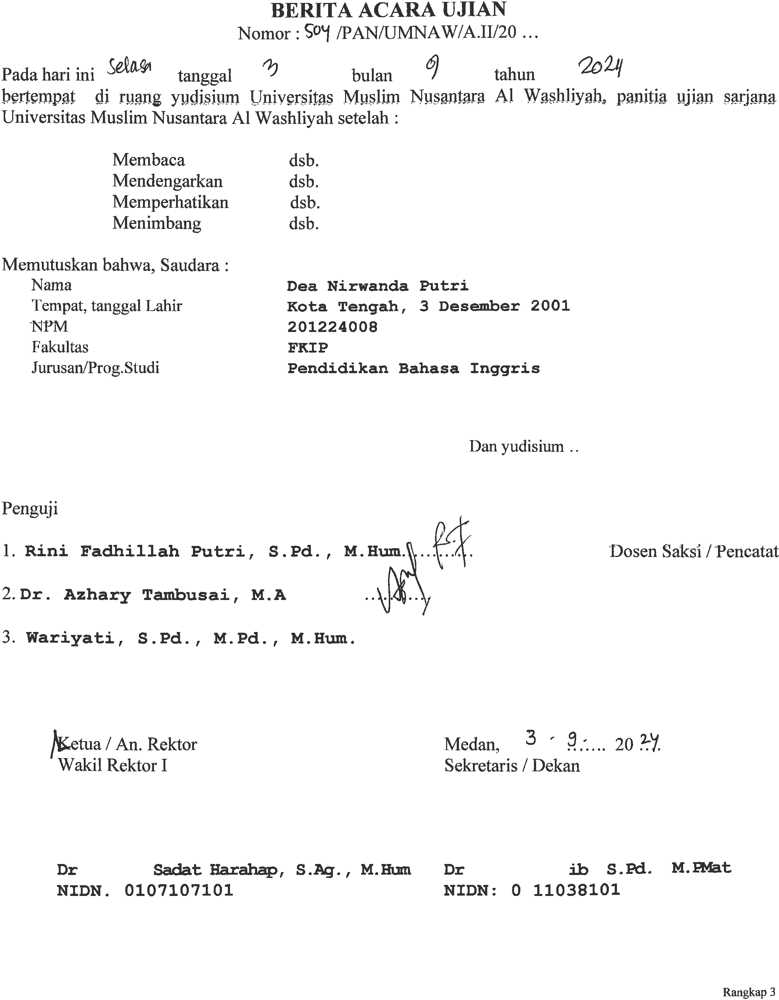 BERITA ACARA UJIAN
Nomor : 504 /PAN/UMNAW/A.II/20 ...
Pada hari ini Selasa tanggal 3 bulan 9 tahun 2024
bertempat di ruang yudisium Universitas Muslim Nusantara Al Washliyah, panitia ujian sarjana
Universitas Muslim Nusantara Al Washliyah setelah :
Membaca dsb.
Mendengarkan dsb.
Memperhatikan dsb.
Menimbang dsb.
Memutuskan bahwa, Saudara :
Nama Dea Nirwanda Putri
Tempat, tanggal Lahir Kota Tengah, 3 Desember 2001
NPM 201224008
Fakultas FKIP
Jurusan/Prog.Studi Pendidikan Bahasa Inggris
Dan yudisium ..
Penguji
1. Rini Fadhillah Putri, S.Pd., M.Hum. .......... Dosen Saksi / Pencatat
2. Dr. Azhary Tambusai, M.A ..........
3. Wariyati, S.Pd., M.Pd., M.Hum.
Ketua / An. Rektor Medan, 3 - 9 - ..... 20 24.
Wakil Rektor I Sekretaris / Dekan
Dr Sadat Harahap, S.Ag., M.Hum Dr ib S.Pd. M.PMat
NIDN. 0107107101 NIDN: 0 11038101
Rangkap 3